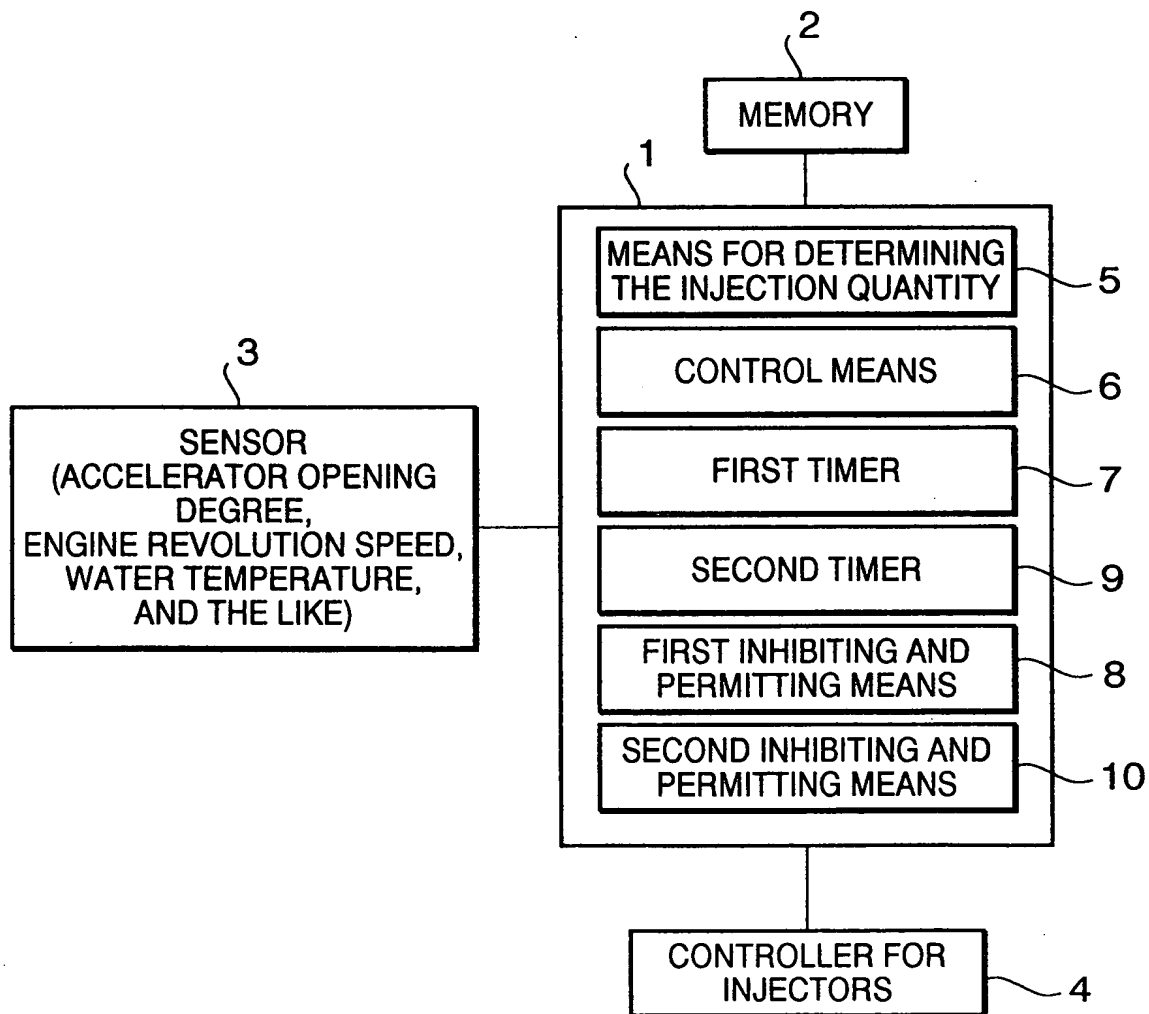 2
MEMORY
1
MEANS FOR DETERMINING
THE INJECTION QUANTITY
5
CONTROL MEANS
6
3
SENSOR
(ACCELERATOR OPENING
DEGREE,
ENGINE REVOLUTION SPEED,
WATER TEMPERATURE,
AND THE LIKE)
FIRST TIMER
7
SECOND TIMER
9
FIRST INHIBITING AND
PERMITTING MEANS
8
SECOND INHIBITING AND
PERMITTING MEANS
10
CONTROLLER FOR
INJECTORS
4